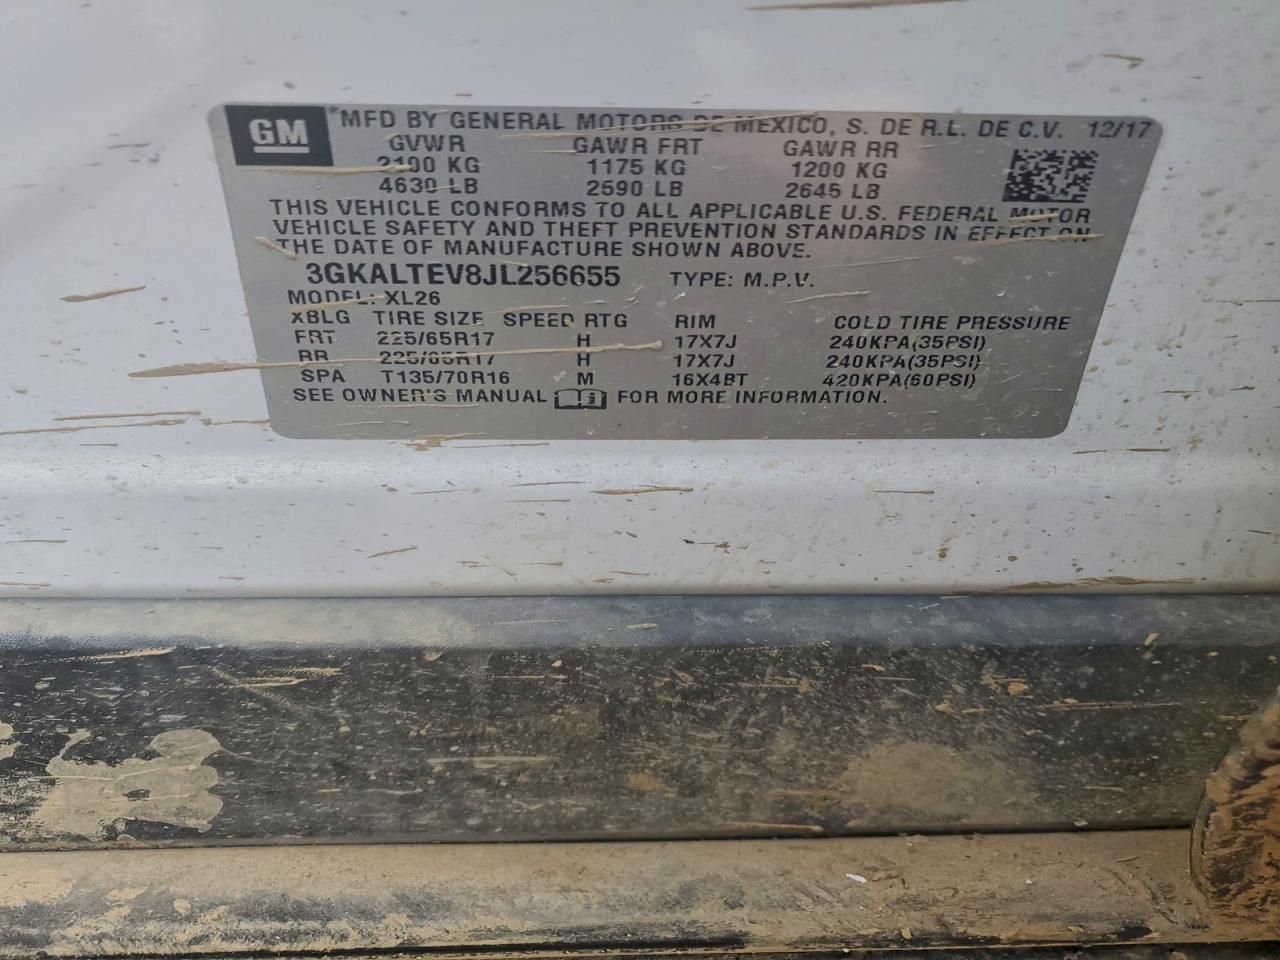 GM
MFD BY GENERAL MOTORS DE MEXICO, S. DE R.L. DE C.V. 12/17
GVWR GAWR FRT GAWR RR
2100 KG 1175 KG 1200 KG
4630 LB 2590 LB 2645 LB
THIS VEHICLE CONFORMS TO ALL APPLICABLE U.S. FEDERAL MOTOR
VEHICLE SAFETY AND THEFT PREVENTION STANDARDS IN EFFECT ON
THE DATE OF MANUFACTURE SHOWN ABOVE.
3GKALTEV8JL256655 TYPE: M.P.V.
MODEL: XL26
XBLG TIRE SIZE SPEED RTG RIM COLD TIRE PRESSURE
FRT 225/65R17 H 17X7J 240KPA(35PSI)
RR 225/65R17 H 17X7J 240KPA(35PSI)
SPA T135/70R16 M 16X4BT 420KPA(60PSI)
SEE OWNER'S MANUAL FOR MORE INFORMATION.